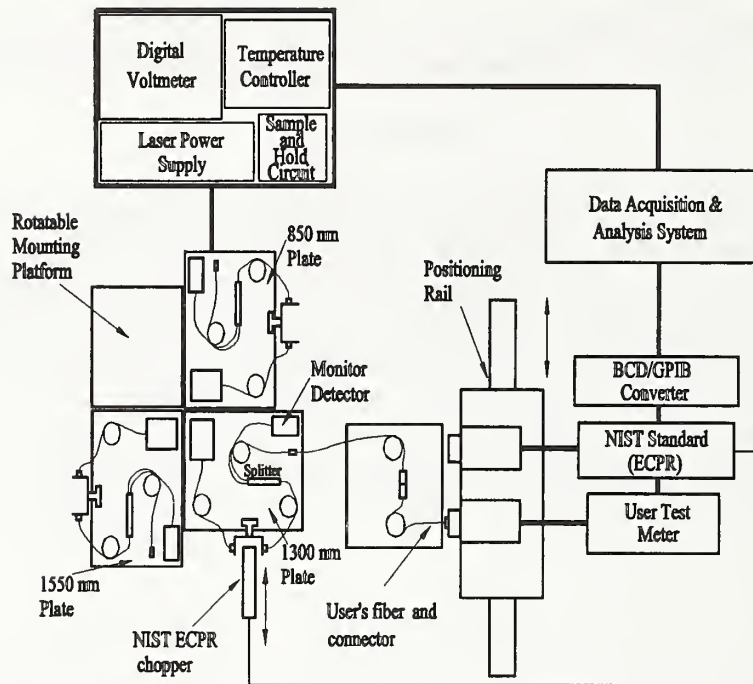 Digital
Voltmeter
Temperature
Controller
Laser Power
Supply
Sample
and
Hold
Circunt
Data Acquisition &
Analysis System
Rotatable
Mounting
Platform
850 nm
Plate
Positioning
Rail
Monitor
Detector
BCD/GPIB
Converter
NIST Standard
(ECPR)
User Test
Meter
Splitter
1300 nm
Plate
1550 nm
Plate
NIST ECPR
chopper
User's fiber and
connector